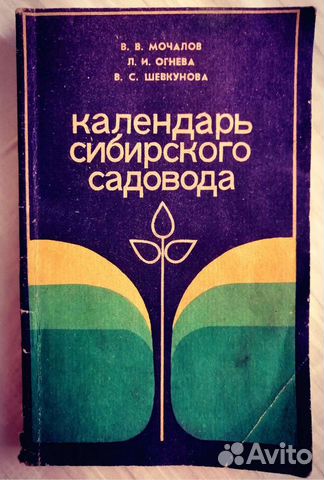 В. В. МОЧАЛОВ
Л. И. ОГНЕВА
В. С. ШЕВКУНОВА
календарь
сибирского
садовода
Avito